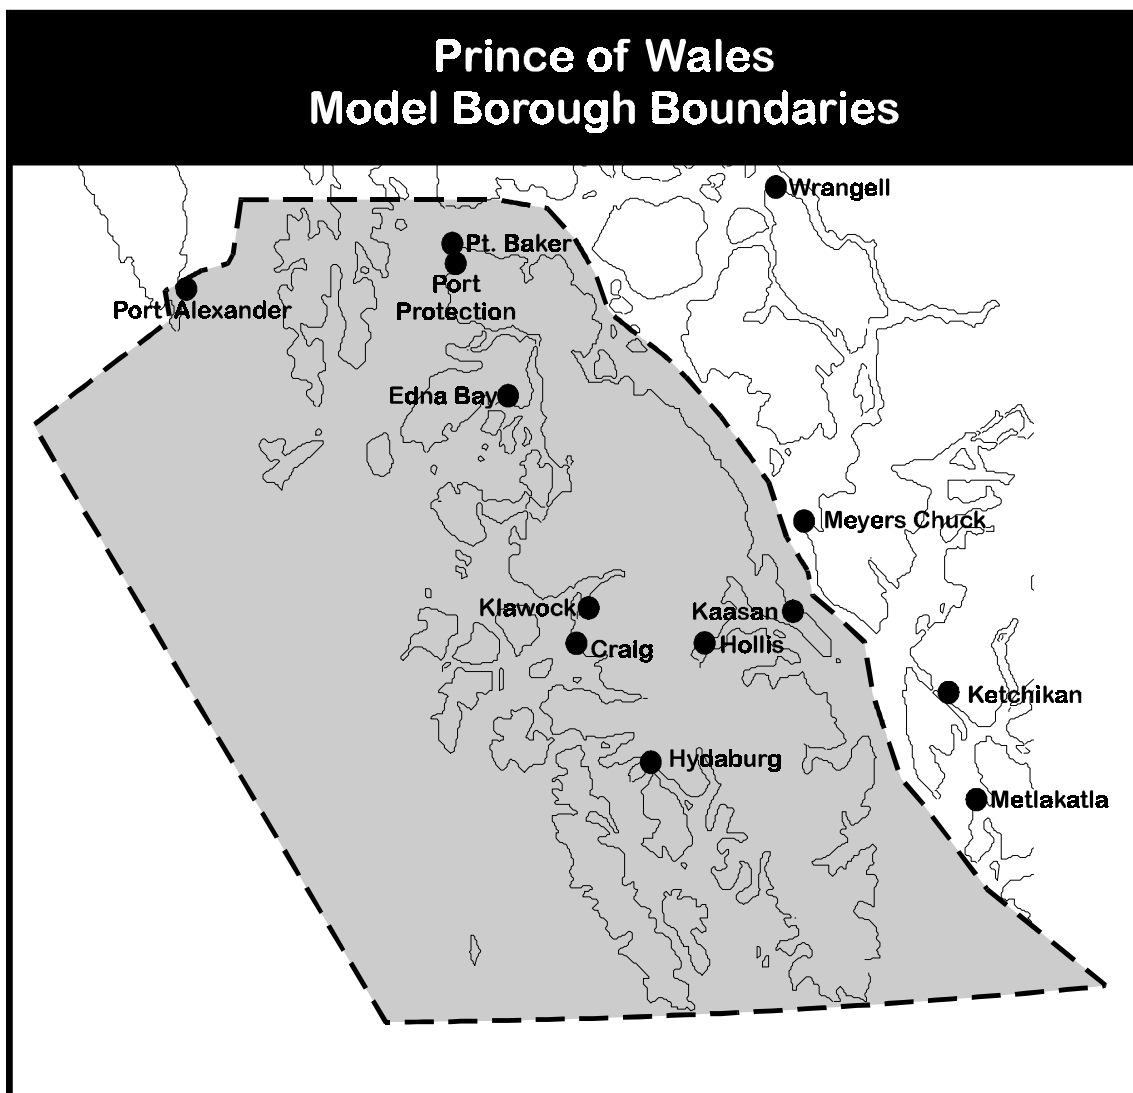 Prince of Wales
Model Borough Boundaries
Wrangell
Pt. Baker
Port
Protection
Port Alexander
Edna Bay
Meyers Chuck
Klawock
Kaasan
Craig
Hollis
Ketchikan
Hydaburg
Metlakatla